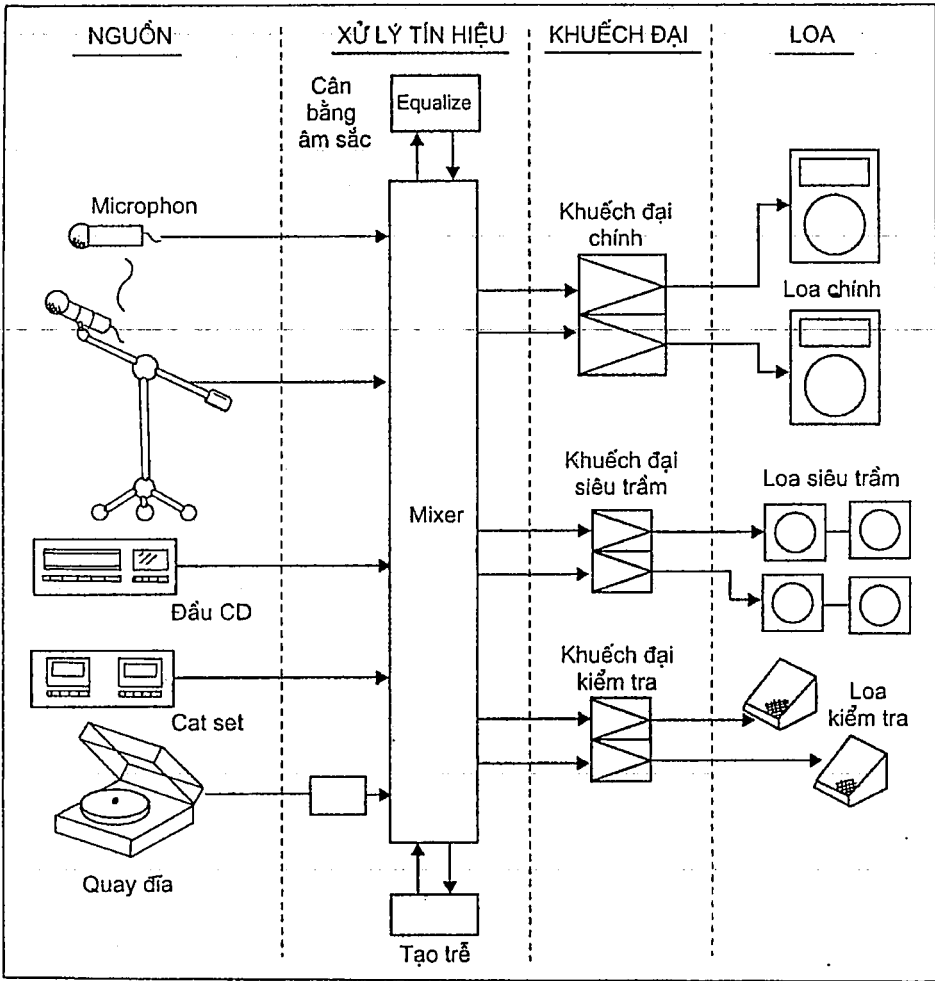 NGUỒN
XỬ LÝ TÍN HIỆU
KHUẾCH ĐẠI
LOA
Cân
bằng
âm sắc
Equalize
Microphon
Khuếch đại
chính
Loa chính
Khuếch đại
siêu trầm
Loa siêu trầm
Mixer
Đầu CD
Khuếch đại
kiểm tra
Loa
kiểm tra
Cat set
Quay đĩa
Tạo trễ